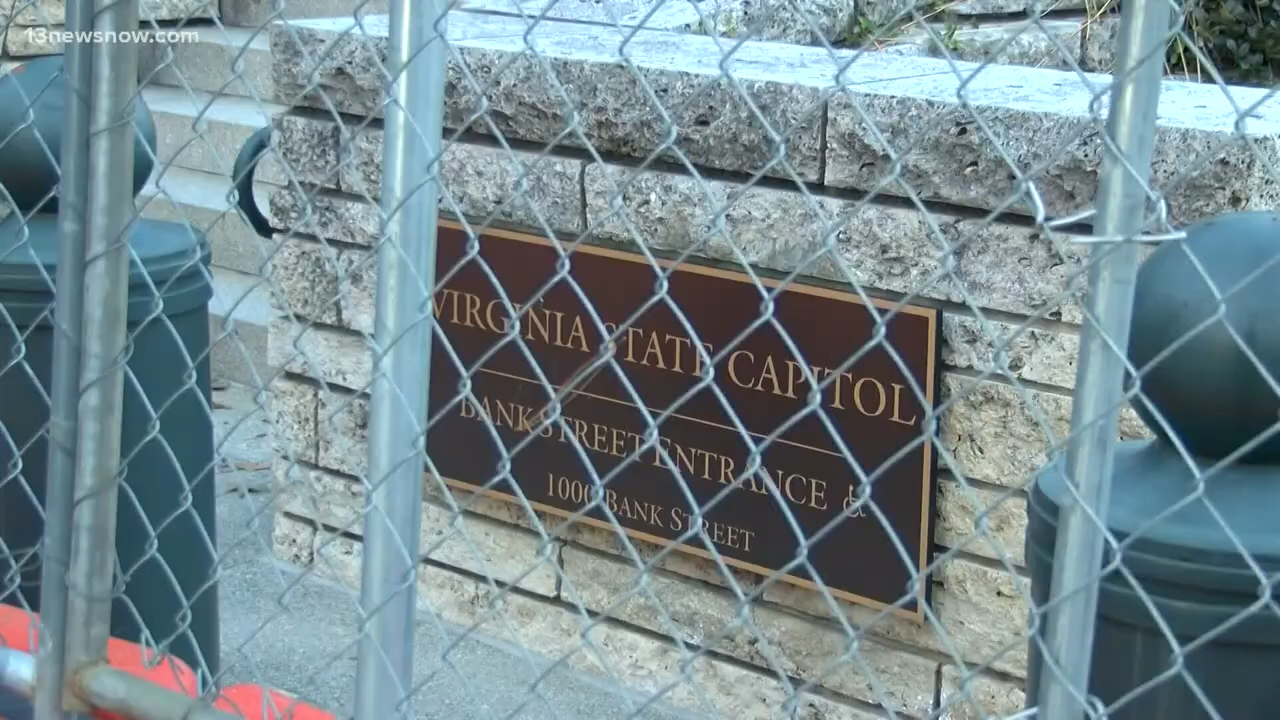 13newsnow.com
VIRGINIA STATE CAPITOL
BANK STREET ENTRANCE ♿
1000 BANK STREET